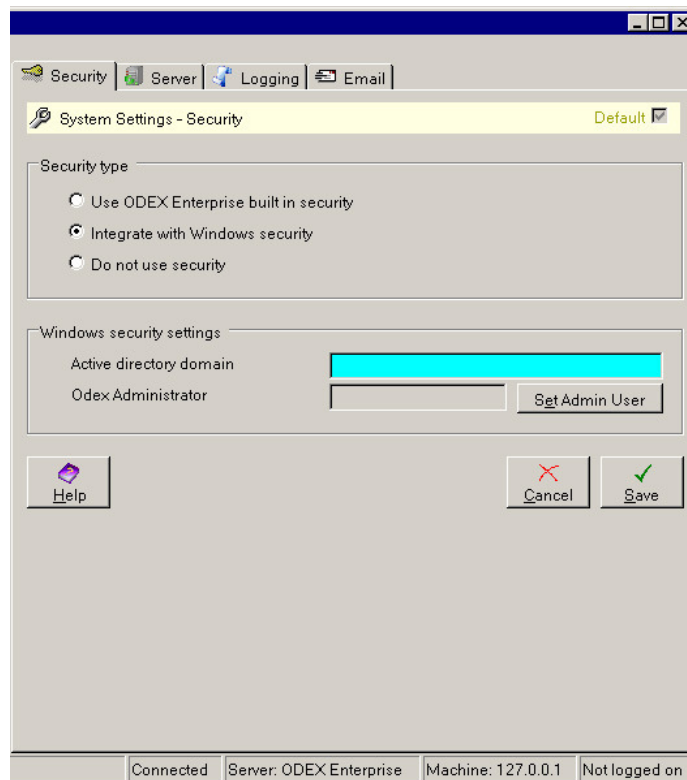 Security Server Logging Email
System Settings - Security Default
Security type
Use ODEX Enterprise built in security
Integrate with Windows security
Do not use security
Windows security settings
Active directory domain
Odex Administrator Set Admin User
Help Cancel Save
Connected Server: ODEX Enterprise Machine: 127.0.0.1 Not logged on